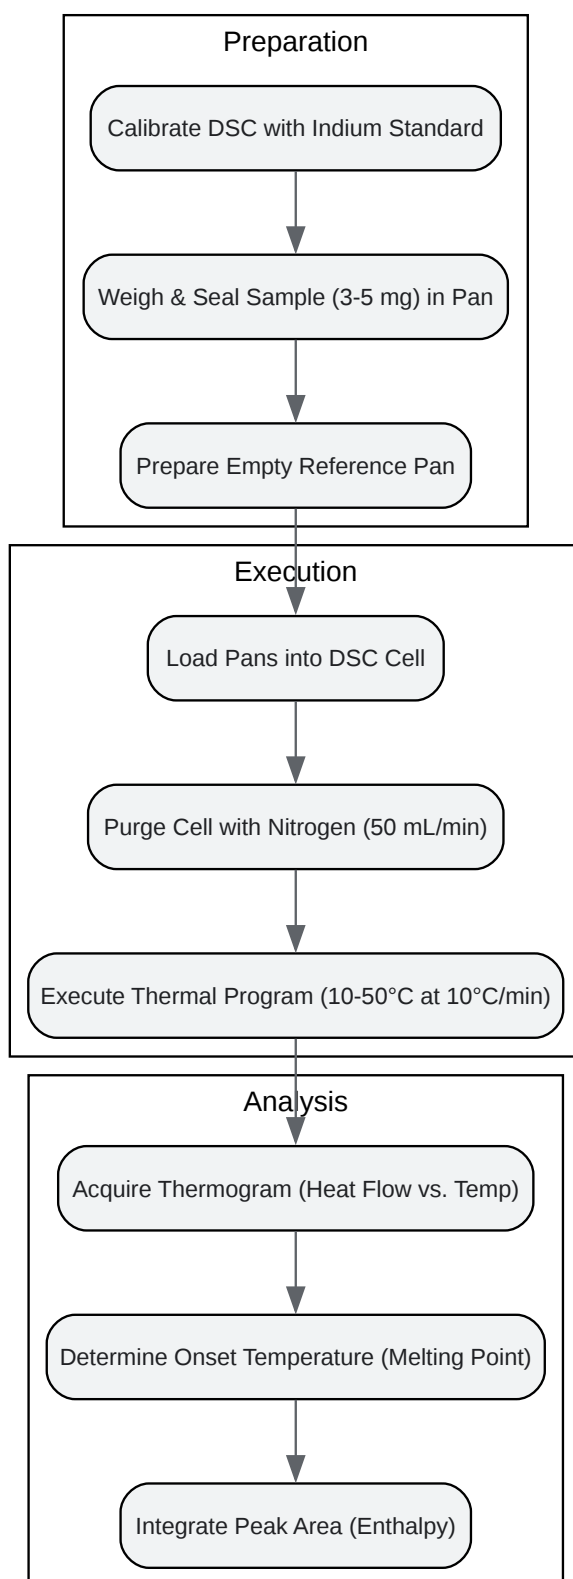 Preparation
Calibrate DSC with Indium Standard
Weigh & Seal Sample (3-5 mg) in Pan
Prepare Empty Reference Pan
Execution
Load Pans into DSC Cell
Purge Cell with Nitrogen (50 mL/min)
Execute Thermal Program (10-50°C at 10°C/min)
Analysis
Acquire Thermogram (Heat Flow vs. Temp)
Determine Onset Temperature (Melting Point)
Integrate Peak Area (Enthalpy)